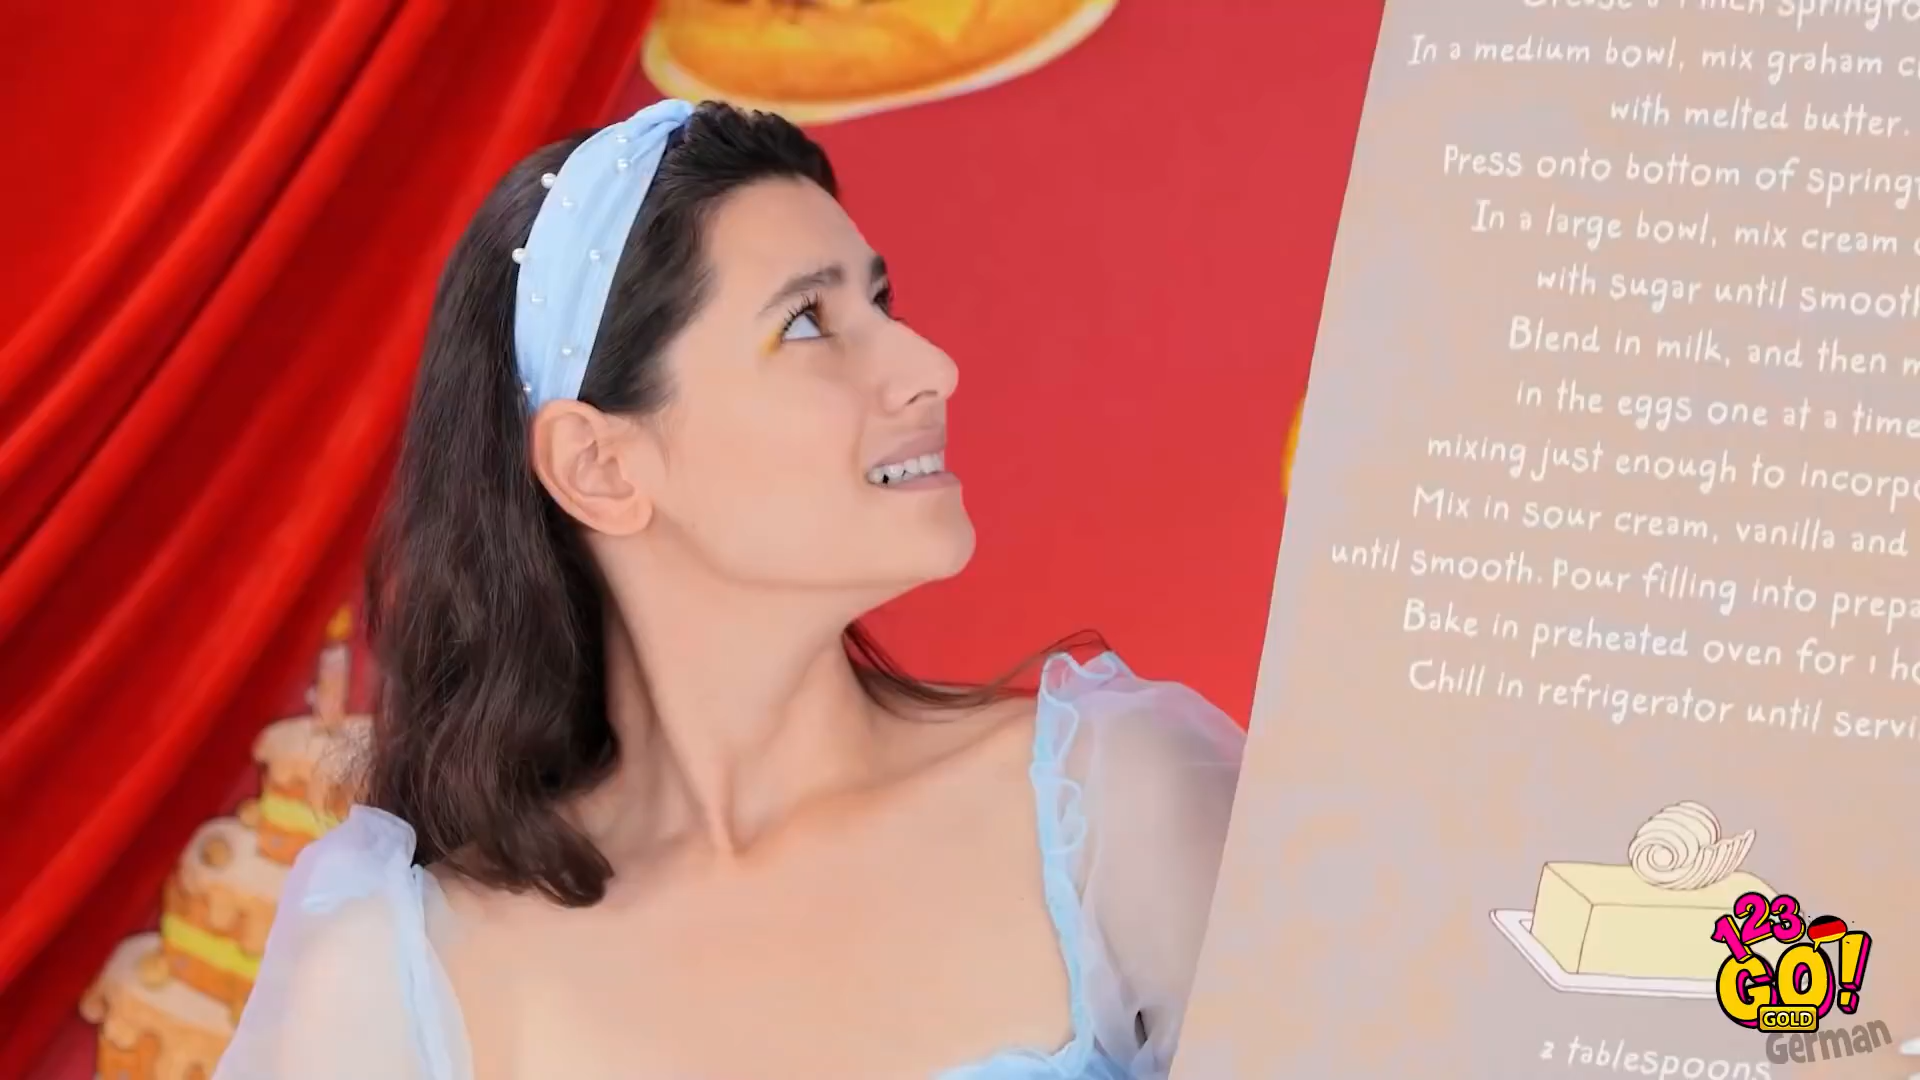 In a medium bowl, mix graham
with melted butter.
Press onto bottom of
In a large bowl, mix cream
with sugar until smooth
Blend in milk, and then
in the eggs one at a time
mixing just enough to
Mix in sour cream, vanilla and
until smooth. Pour filling into
Bake in preheated oven for 1
Chill in refrigerator until
2 tablespoons
123
GO!
GOLD
German